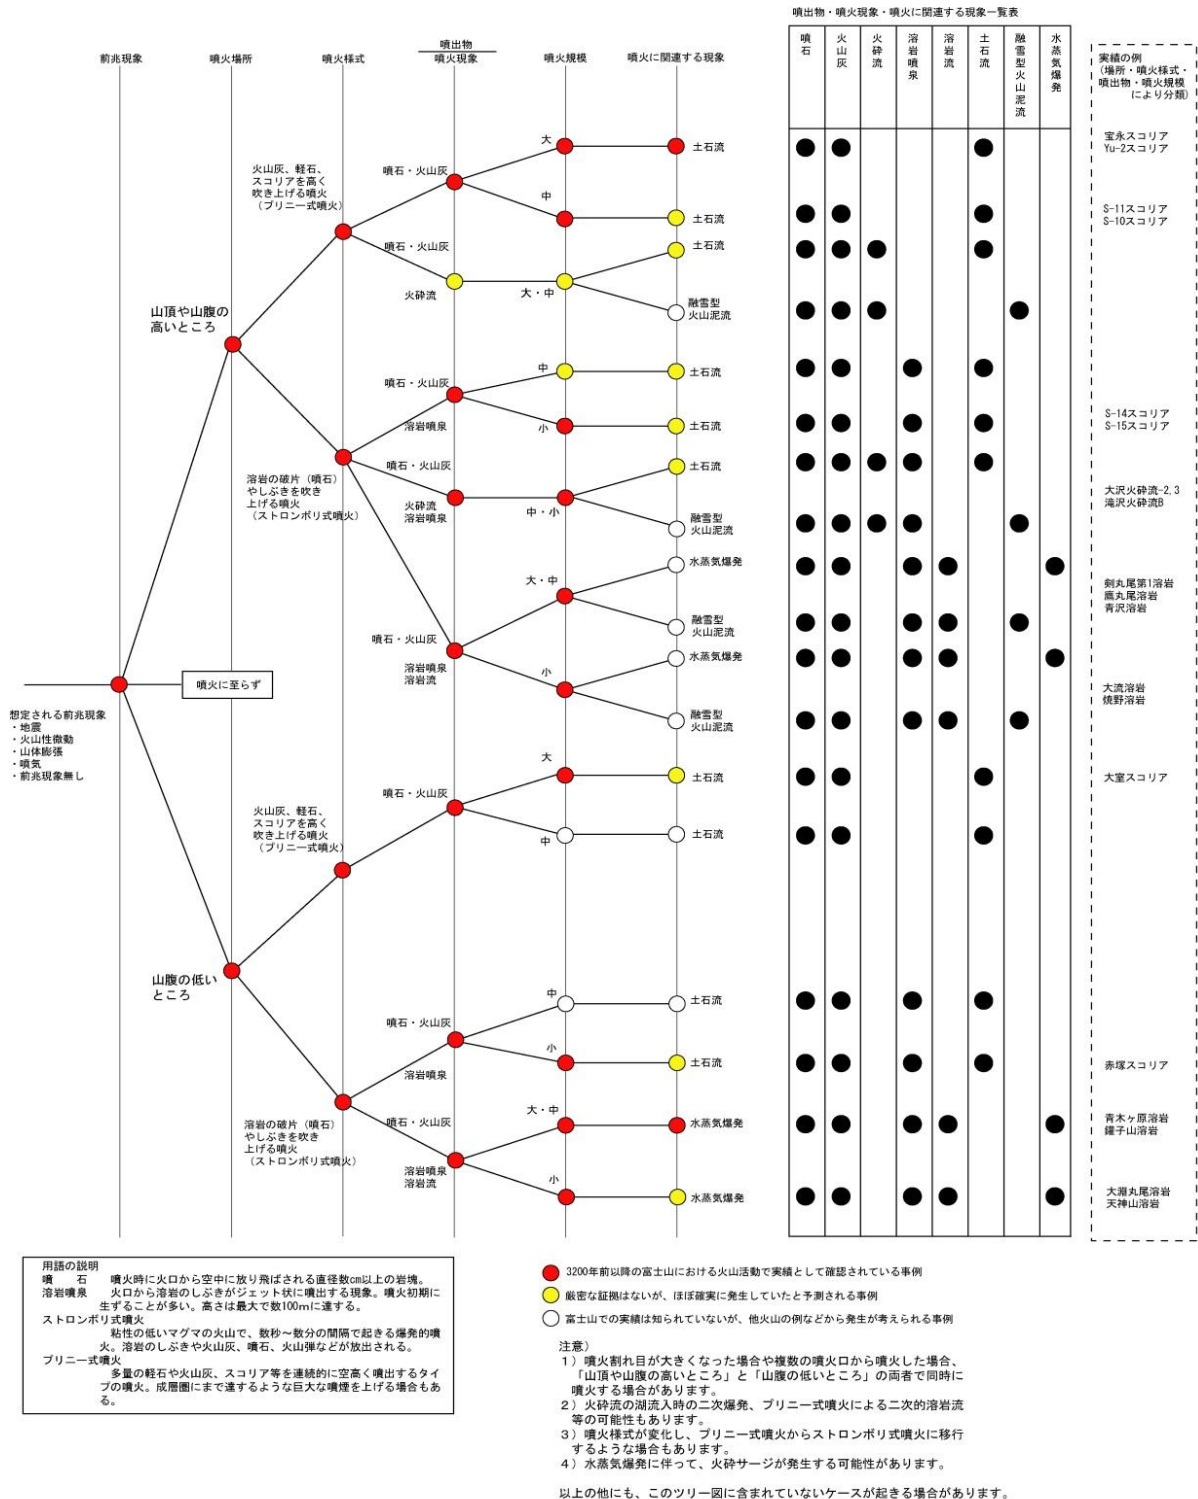 噴出物・噴火現象・噴火に関連する現象一覧表
前兆現象
噴火場所
噴火様式
噴出物
噴火現象
噴火規模
噴火に関連する現象
噴石
火山灰
火砕流
溶岩噴泉
溶岩流
土石流
融雪型火山泥流
水蒸気爆発
実績の例
(場所・噴火様式・
噴出物・噴火規模
により分類)
火山灰、軽石、
スコリアを高く
吹き上げる噴火
(プリニー式噴火)
噴石・火山灰
大
土石流
宝永スコリア
Yu-2スコリア
中
土石流
S-11スコリア
S-10スコリア
噴石・火山灰
火砕流
大・中
土石流
融雪型
火山泥流
山頂や山腹の
高いところ
噴石・火山灰
溶岩噴泉
中
土石流
小
土石流
S-14スコリア
S-15スコリア
溶岩の破片(噴石)
やしぶきを吹き
上げる噴火
(ストロンボリ式噴火)
噴石・火山灰
火砕流
溶岩噴泉
中・小
土石流
融雪型
火山泥流
大沢火砕流-2,3
滝沢火砕流B
噴石・火山灰
溶岩噴泉
溶岩流
大・中
水蒸気爆発
融雪型
火山泥流
剣丸尾第1溶岩
鷹丸尾溶岩
青沢溶岩
小
水蒸気爆発
融雪型
火山泥流
大流溶岩
焼野溶岩
噴火に至らず
想定される前兆現象
・地震
・火山性微動
・山体膨張
・噴気
・前兆現象無し
火山灰、軽石、
スコリアを高く
吹き上げる噴火
(プリニー式噴火)
噴石・火山灰
大
土石流
大室スコリア
中
土石流
山腹の低い
ところ
噴石・火山灰
溶岩噴泉
中
土石流
小
土石流
赤塚スコリア
溶岩の破片(噴石)
やしぶきを吹き
上げる噴火
(ストロンボリ式噴火)
噴石・火山灰
溶岩噴泉
溶岩流
大・中
水蒸気爆発
青木ヶ原溶岩
鑵子山溶岩
小
水蒸気爆発
大淵丸尾溶岩
天神山溶岩
用語の説明
噴 石 噴火時に火口から空中に放り飛ばされる直径数cm以上の岩塊。
溶岩噴泉 火口から溶岩のしぶきがジェット状に噴出する現象。噴火初期に
生ずることが多い。高さは最大で数100mに達する。
ストロンボリ式噴火
粘性の低いマグマの火山で、数秒~数分の間隔で起きる爆発的噴
火。溶岩のしぶきや火山灰、噴石、火山弾などが放出される。
プリニー式噴火
多量の軽石や火山灰、スコリア等を連続的に空高く噴出するタイ
プの噴火。成層圏にまで達するような巨大な噴煙を上げる場合もあ
る。
3200年前以降の富士山における火山活動で実績として確認されている事例
厳密な証拠はないが、ほぼ確実に発生していたと予測される事例
富士山での実績は知られていないが、他火山の例などから発生が考えられる事例
注意)
1)噴火割れ目が大きくなった場合や複数の噴火口から噴火した場合、
「山頂や山腹の高いところ」と「山腹の低いところ」の両者で同時に
噴火する場合があります。
2)火砕流の湖流入時の二次爆発、プリニー式噴火による二次的溶岩流
等の可能性もあります。
3)噴火様式が変化し、プリニー式噴火からストロンボリ式噴火に移行
するような場合もあります。
4)水蒸気爆発に伴って、火砕サージが発生する可能性があります。
以上の他にも、このツリー図に含まれていないケースが起きる場合があります。